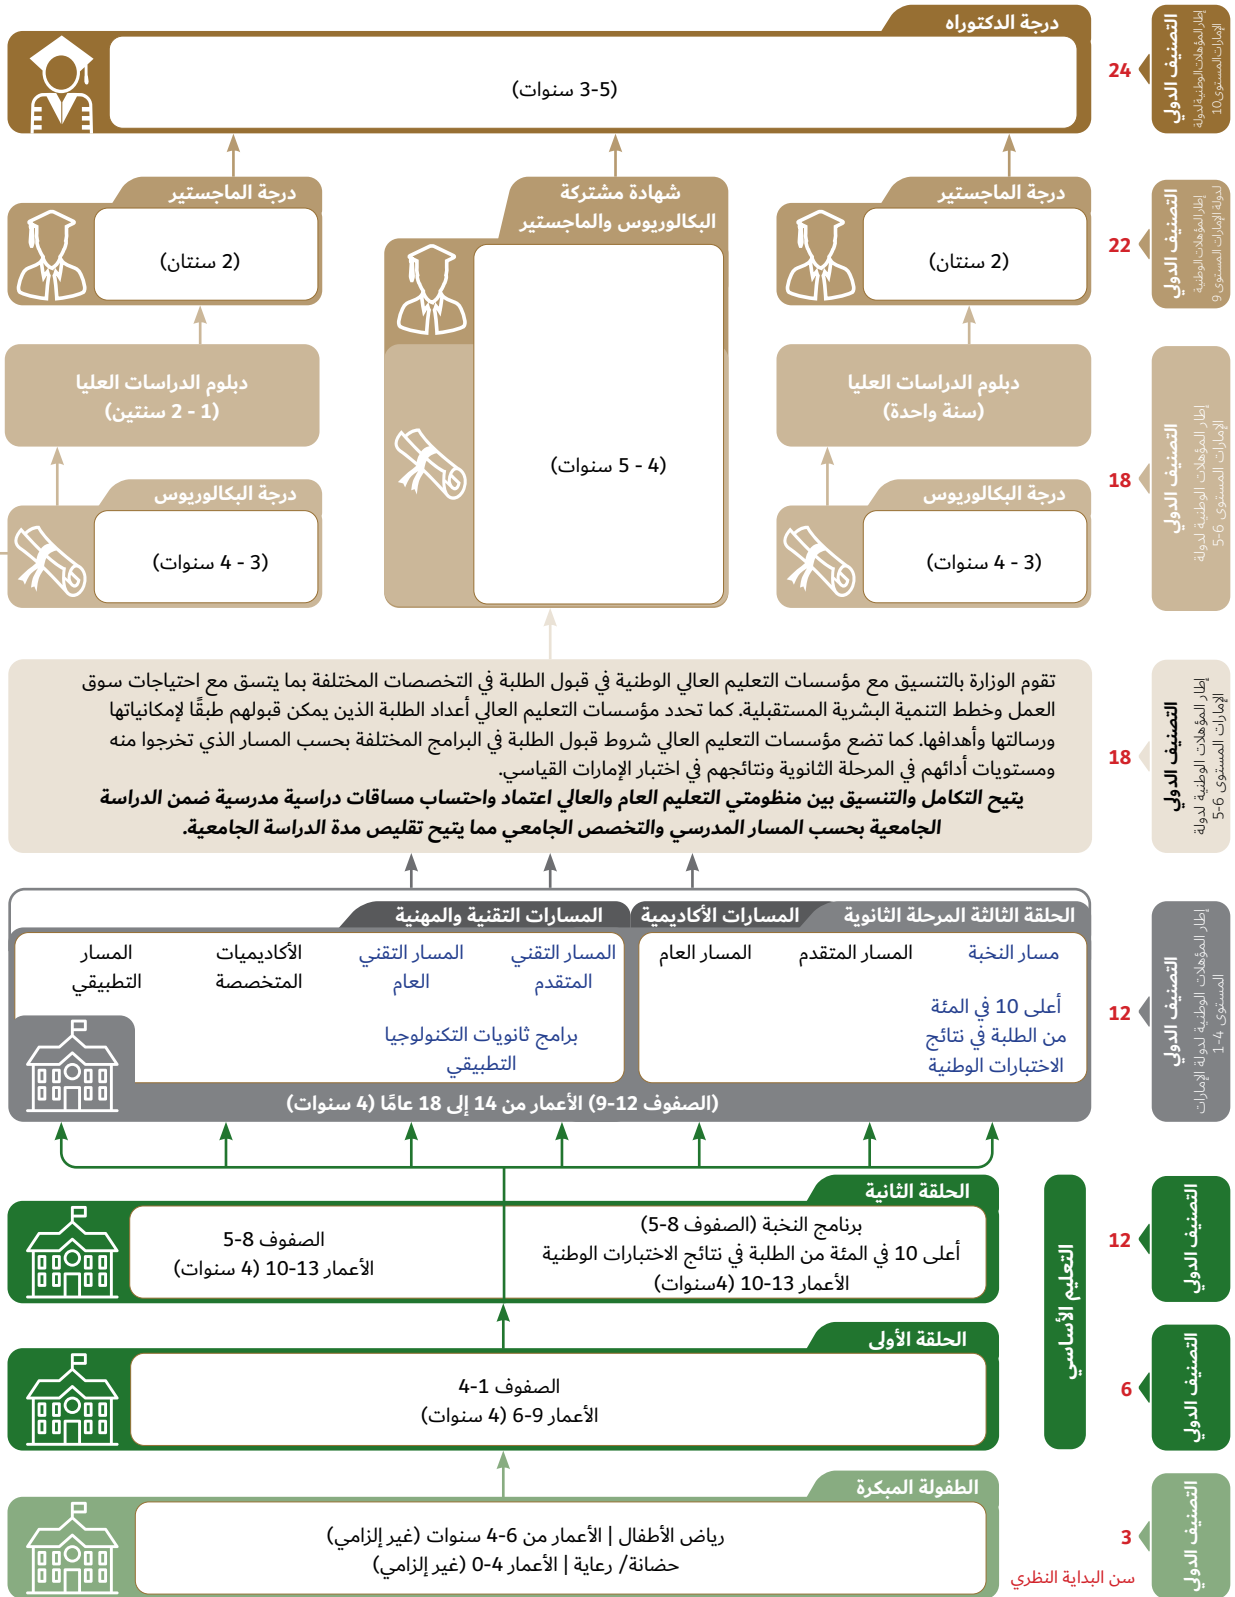 درجة الدكتوراه
(3-5 سنوات)
24
التصنيف الدولي
إطار المؤهلات الوطنية لدولة
الإمارات المستوى 10
درجة الماجستير
(2 سنتان)
شهادة مشتركة
البكالوريوس والماجستير
(4 - 5 سنوات)
درجة الماجستير
(2 سنتان)
22
التصنيف الدولي
إطار المؤهلات الوطنية
لدولة الإمارات المستوى 9
دبلوم الدراسات العليا
(سنة واحدة)
دبلوم الدراسات العليا
(1 - 2 سنتين)
درجة البكالوريوس
(3 - 4 سنوات)
درجة البكالوريوس
(3 - 4 سنوات)
18
التصنيف الدولي
إطار المؤهلات الوطنية لدولة
الإمارات المستوى 6-5
تقوم الوزارة بالتنسيق مع مؤسسات التعليم العالي الوطنية في قبول الطلبة في التخصصات المختلفة بما يتسق مع احتياجات سوق
العمل وخطط التنمية البشرية المستقبلية. كما تحدد مؤسسات التعليم العالي أعداد الطلبة الذين يمكن قبولهم طبقًا لإمكانياتها
ورسالتها وأهدافها. كما تضع مؤسسات التعليم العالي شروط قبول الطلبة في البرامج المختلفة بحسب المسار الذي تخرجوا منه
ومستويات أدائهم في المرحلة الثانوية ونتائجهم في اختبار الإمارات القياسي.
يتيح التكامل والتنسيق بين منظومتي التعليم العام والعالي اعتماد واحتساب مساقات دراسية مدرسية ضمن الدراسة
الجامعية بحسب المسار المدرسي والتخصص الجامعي مما يتيح تقليص مدة الدراسة الجامعية.
18
التصنيف الدولي
إطار المؤهلات الوطنية لدولة
الإمارات المستوى 6-5
الحلقة الثالثة المرحلة الثانوية
المسارات الأكاديمية
المسارات التقنية والمهنية
مسار النخبة
أعلى 10 في المئة
من الطلبة في نتائج
الاختبارات الوطنية
المسار المتقدم
المسار العام
المسار التقني
المتقدم
المسار التقني
العام
برامج ثانويات التكنولوجيا
التطبيقي
الأكاديميات
المتخصصة
المسار
التطبيقي
(الصفوف 12-9) الأعمار من 14 إلى 18 عامًا (4 سنوات)
12
التصنيف الدولي
إطار المؤهلات الوطنية لدولة الإمارات
المستوى 4-1
الحلقة الثانية
برنامج النخبة (الصفوف 8-5)
أعلى 10 في المئة من الطلبة في نتائج الاختبارات الوطنية
الأعمار 13-10 (4سنوات)
الصفوف 8-5
الأعمار 13-10 (4 سنوات)
12
التصنيف الدولي
التعليم الأساسي
الحلقة الأولى
الصفوف 1-4
الأعمار 9-6 (4 سنوات)
6
التصنيف الدولي
الطفولة المبكرة
رياض الأطفال | الأعمار من 6-4 سنوات (غير إلزامي)
حضانة/ رعاية | الأعمار 4-0 (غير إلزامي)
3
سن البداية النظري
التصنيف الدولي